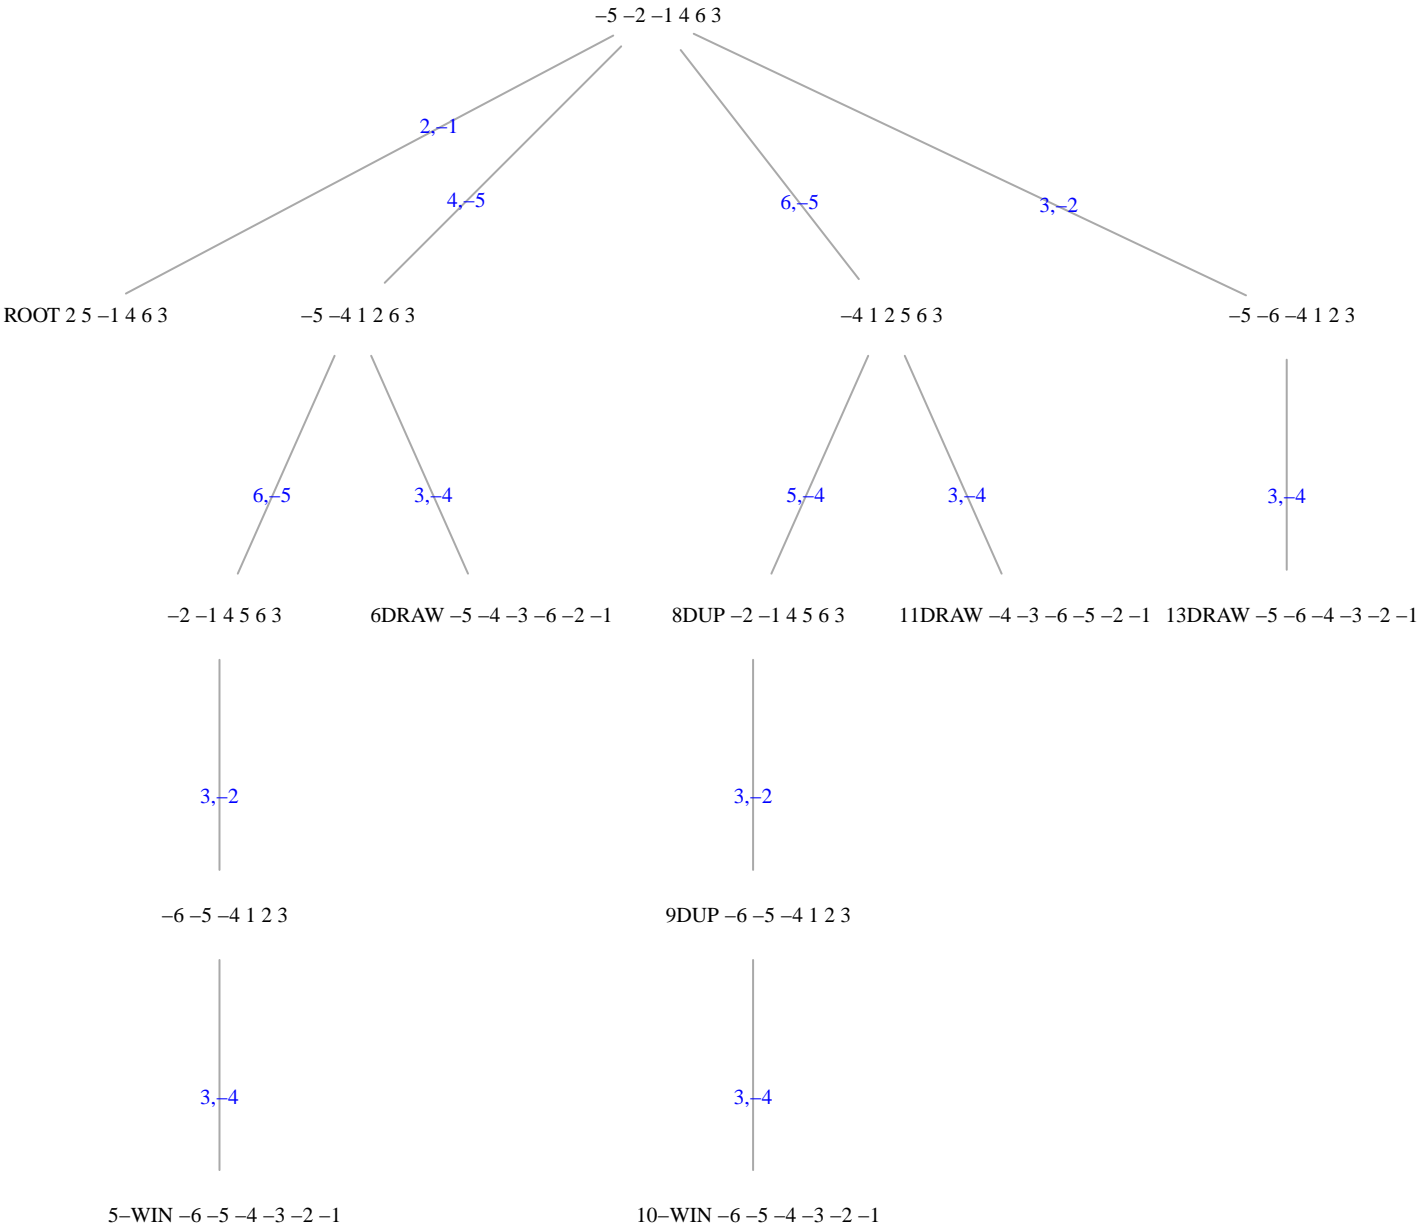 –5 –2 –1 4 6 3
2,–1
4,–5
6,–5
3,–2
ROOT 2 5 –1 4 6 3
–5 –4 1 2 6 3
–4 1 2 5 6 3
–5 –6 –4 1 2 3
6,–5
3,–4
5,–4
3,–4
3,–4
–2 –1 4 5 6 3
6DRAW –5 –4 –3 –6 –2 –1
8DUP –2 –1 4 5 6 3
11DRAW –4 –3 –6 –5 –2 –1
13DRAW –5 –6 –4 –3 –2 –1
3,–2
3,–2
–6 –5 –4 1 2 3
9DUP –6 –5 –4 1 2 3
3,–4
3,–4
5–WIN –6 –5 –4 –3 –2 –1
10–WIN –6 –5 –4 –3 –2 –1